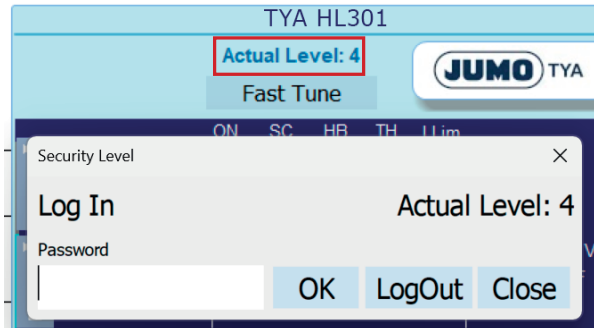 TYA HL301
Actual Level: 4
JUMO TYA
Fast Tune
ON SC HB TH
Security Level
Log In Actual Level: 4
Password
OK LogOut Close